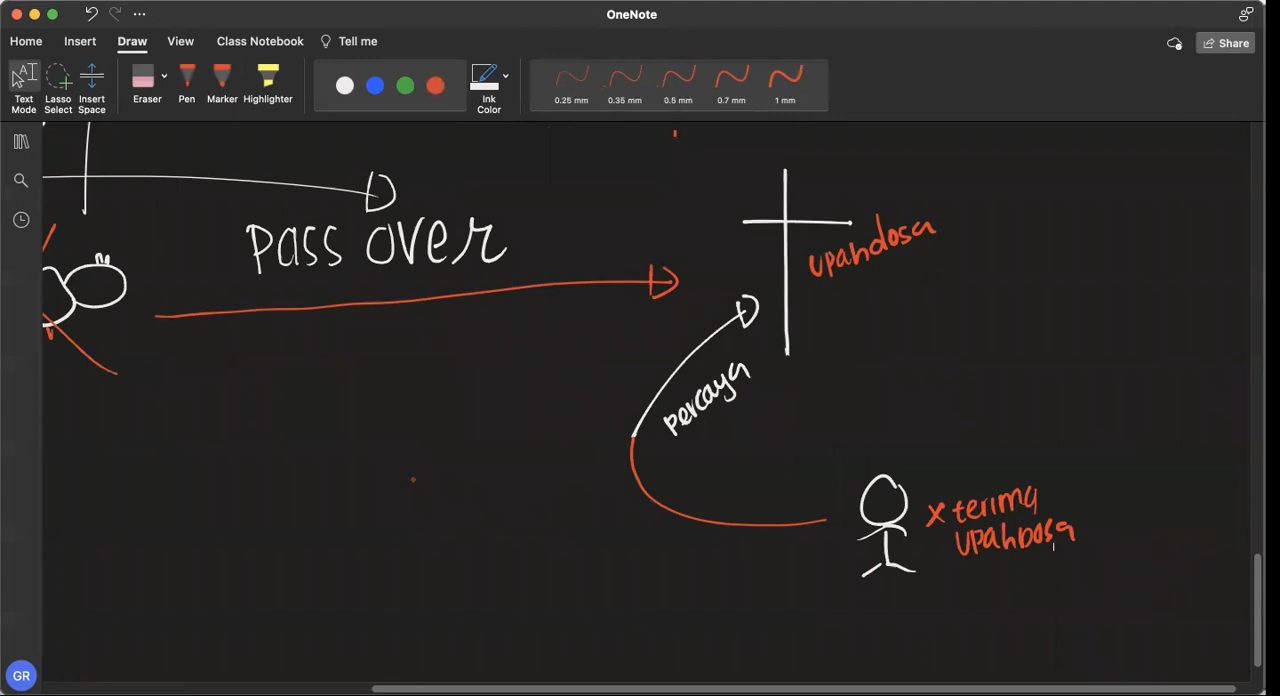 OneNote
Home Insert Draw View Class Notebook Tell me
Share
Text Mode
Lasso Select
Insert Space
Eraser
Pen
Marker
Highlighter
Ink Color
0.25 mm
0.35 mm
0.5 mm
0.7 mm
1 mm
pass over
upahdosa
percaya
x terima
upahdosa
GR